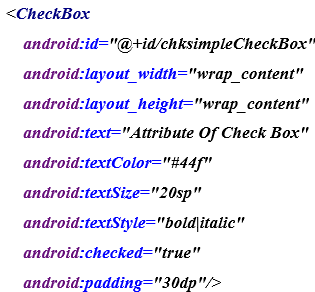 <CheckBox
android:id="@+id/chksimpleCheckBox"
android:layout_width="wrap_content"
android:layout_height="wrap_content"
android:text="Attribute Of Check Box"
android:textColor="#44f"
android:textSize="20sp"
android:textStyle="bold|italic"
android:checked="true"
android:padding="30dp"/>